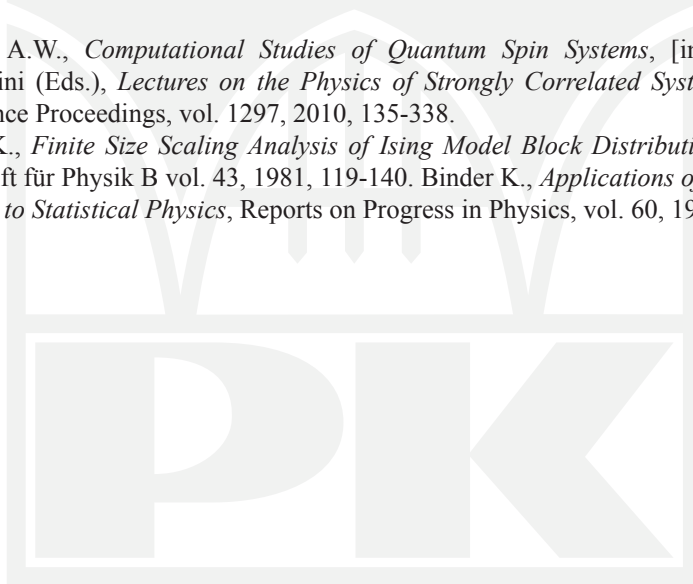 A.W., Computational Studies of Quantum Spin Systems, [in
ini (Eds.), Lectures on the Physics of Strongly Correlated Syst
nce Proceedings, vol. 1297, 2010, 135-338.
K., Finite Size Scaling Analysis of Ising Model Block Distributi
ft für Physik B vol. 43, 1981, 119-140. Binder K., Applications o
to Statistical Physics, Reports on Progress in Physics, vol. 60, 19
PK